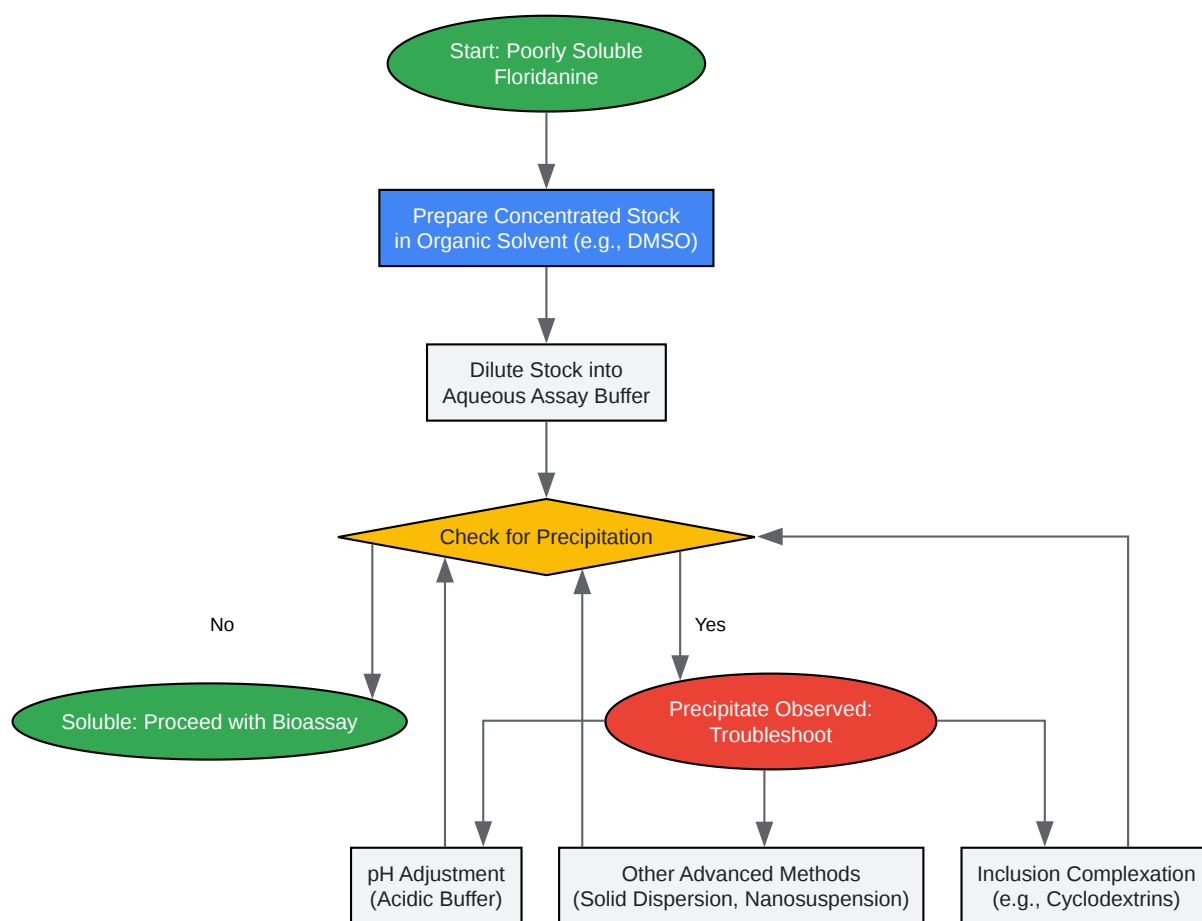 Start: Poorly Soluble
Floridanine
Prepare Concentrated Stock
in Organic Solvent (e.g., DMSO)
Dilute Stock into
Aqueous Assay Buffer
Check for Precipitation
No
Yes
Soluble: Proceed with Bioassay
Precipitate Observed:
Troubleshoot
pH Adjustment
(Acidic Buffer)
Other Advanced Methods
(Solid Dispersion, Nanosuspension)
Inclusion Complexation
(e.g., Cyclodextrins)